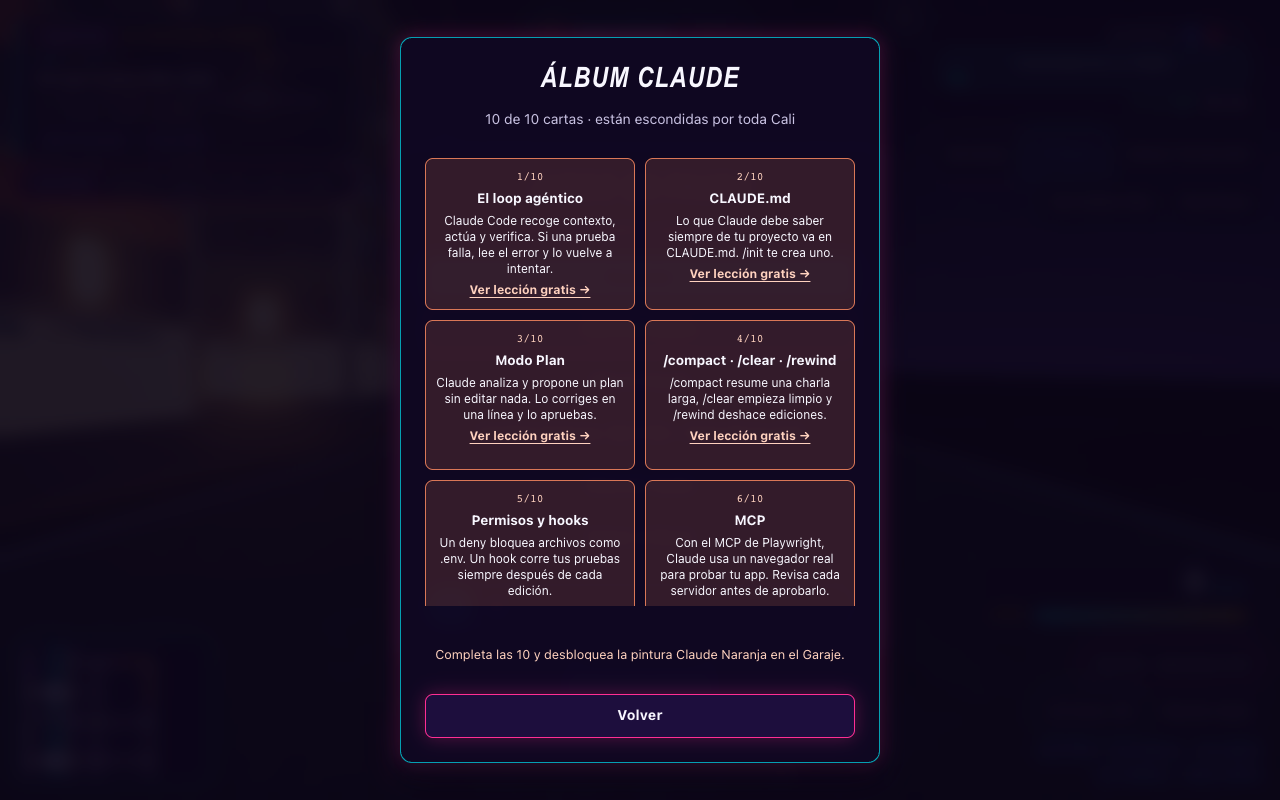 ÁLBUM CLAUDE
10 de 10 cartas · están escondidas por toda Cali
1/10
El loop agéntico
Claude Code recoge contexto,
actúa y verifica. Si una prueba
falla, lee el error y lo vuelve a
intentar.
Ver lección gratis →
2/10
CLAUDE.md
Lo que Claude debe saber
siempre de tu proyecto va en
CLAUDE.md. /init te crea uno.
Ver lección gratis →
3/10
Modo Plan
Claude analiza y propone un plan
sin editar nada. Lo corriges en
una línea y lo apruebas.
Ver lección gratis →
4/10
/compact · /clear · /rewind
/compact resume una charla
larga, /clear empieza limpio y
/rewind deshace ediciones.
Ver lección gratis →
5/10
Permisos y hooks
Un deny bloquea archivos como
.env. Un hook corre tus pruebas
siempre después de cada
edición.
6/10
MCP
Con el MCP de Playwright,
Claude usa un navegador real
para probar tu app. Revisa cada
servidor antes de aprobarlo.
Completa las 10 y desbloquea la pintura Claude Naranja en el Garaje.
Volver